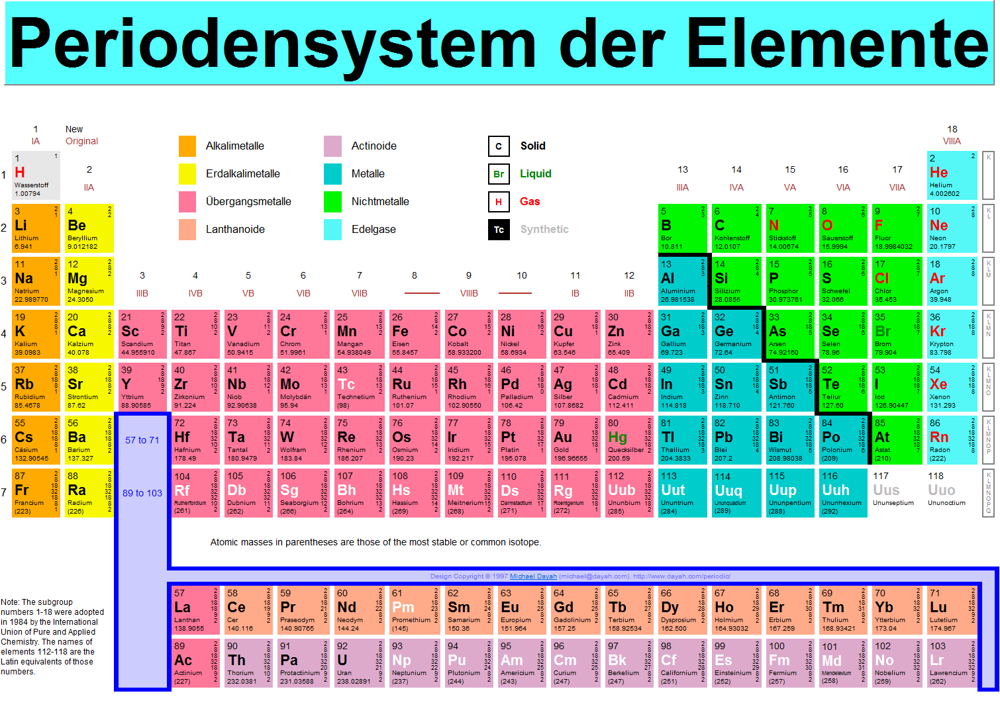 Periodensystem der Elemente
1 New 18
IA Original VIIIA
Alkalimetalle Actinoide C Solid
Erdalkalimetalle Metalle Br Liquid
Übergangsmetalle Nichtmetalle H Gas
Lanthanoide Edelgase Tc Synthetic
2 13 14 15 16 17
IIA IIIA IVA VA VIA VIIA
3 4 5 6 7 8 9 10 11 12
IIIB IVB VB VIB VIIB VIIIB IB IIB
1
1 H Wasserstoff 1.00794
2 He Helium 4.002602
K
2
3 Li Lithium 6.941
4 Be Beryllium 9.012182
5 B Bor 10.811
6 C Kohlenstoff 12.0107
7 N Stickstoff 14.00674
8 O Sauerstoff 15.9994
9 F Fluor 18.9984032
10 Ne Neon 20.1797
K L
3
11 Na Natrium 22.989770
12 Mg Magnesium 24.3050
13 Al Aluminium 26.981538
14 Si Silizium 28.0855
15 P Phosphor 30.973761
16 S Schwefel 32.066
17 Cl Chlor 35.453
18 Ar Argon 39.948
K L M
4
19 K Kalium 39.0983
20 Ca Kalzium 40.078
21 Sc Scandium 44.955910
22 Ti Titan 47.867
23 V Vanadium 50.9415
24 Cr Chrom 51.9961
25 Mn Mangan 54.938049
26 Fe Eisen 55.8457
27 Co Kobalt 58.933200
28 Ni Nickel 58.6934
29 Cu Kupfer 63.546
30 Zn Zink 65.409
31 Ga Gallium 69.723
32 Ge Germanium 72.64
33 As Arsen 74.92160
34 Se Selen 78.96
35 Br Brom 79.904
36 Kr Krypton 83.798
K L M N
5
37 Rb Rubidium 85.4678
38 Sr Strontium 87.62
39 Y Yttrium 88.90585
40 Zr Zirkonium 91.224
41 Nb Niob 92.90638
42 Mo Molybdän 95.94
43 Tc Technetium (98)
44 Ru Ruthenium 101.07
45 Rh Rhodium 102.90550
46 Pd Palladium 106.42
47 Ag Silber 107.8682
48 Cd Cadmium 112.411
49 In Indium 114.818
50 Sn Zinn 118.710
51 Sb Antimon 121.760
52 Te Tellur 127.60
53 I Iod 126.90447
54 Xe Xenon 131.293
K L M N O
6
55 Cs Cäsium 132.90545
56 Ba Barium 137.327
57 to 71
72 Hf Hafnium 178.49
73 Ta Tantal 180.9479
74 W Wolfram 183.84
75 Re Rhenium 186.207
76 Os Osmium 190.23
77 Ir Iridium 192.217
78 Pt Platin 195.078
79 Au Gold 196.96655
80 Hg Quecksilber 200.59
81 Tl Thallium 204.3833
82 Pb Blei 207.2
83 Bi Wismut 208.98038
84 Po Polonium (209)
85 At Astat (210)
86 Rn Radon (222)
K L M N O P
7
87 Fr Francium (223)
88 Ra Radium (226)
89 to 103
104 Rf Rutherfordium (261)
105 Db Dubnium (262)
106 Sg Seaborgium (266)
107 Bh Bohrium (264)
108 Hs Hassium (269)
109 Mt Meitnerium (268)
110 Ds Darmstadtium (271)
111 Rg Roentgenium (272)
112 Uub Ununbium (285)
113 Uut Ununtrium (284)
114 Uuq Ununquadium (289)
115 Uup Ununpentium (288)
116 Uuh Ununhexium (292)
117 Uus Ununseptium
118 Uuo Ununoctium
K L M N O P Q
Atomic masses in parentheses are those of the most stable or common isotope.
Design Copyright © 1997 Michael Dayah (michael@dayah.com). http://www.dayah.com/periodic/
57 La Lanthan 138.9055
58 Ce Cer 140.116
59 Pr Praseodym 140.90765
60 Nd Neodym 144.24
61 Pm Promethium (145)
62 Sm Samarium 150.36
63 Eu Europium 151.964
64 Gd Gadolinium 157.25
65 Tb Terbium 158.92534
66 Dy Dysprosium 162.500
67 Ho Holmium 164.93032
68 Er Erbium 167.259
69 Tm Thulium 168.93421
70 Yb Ytterbium 173.04
71 Lu Lutetium 174.967
89 Ac Actinium (227)
90 Th Thorium 232.0381
91 Pa Protactinium 231.03588
92 U Uran 238.02891
93 Np Neptunium (237)
94 Pu Plutonium (244)
95 Am Americium (243)
96 Cm Curium (247)
97 Bk Berkelium (247)
98 Cf Californium (251)
99 Es Einsteinium (252)
100 Fm Fermium (257)
101 Md Mendelevium (258)
102 No Nobelium (259)
103 Lr Lawrencium (262)
Note: The subgroup
numbers 1-18 were adopted
in 1984 by the International
Union of Pure and Applied
Chemistry. The names of
elements 112-118 are the
Latin equivalents of those
numbers.